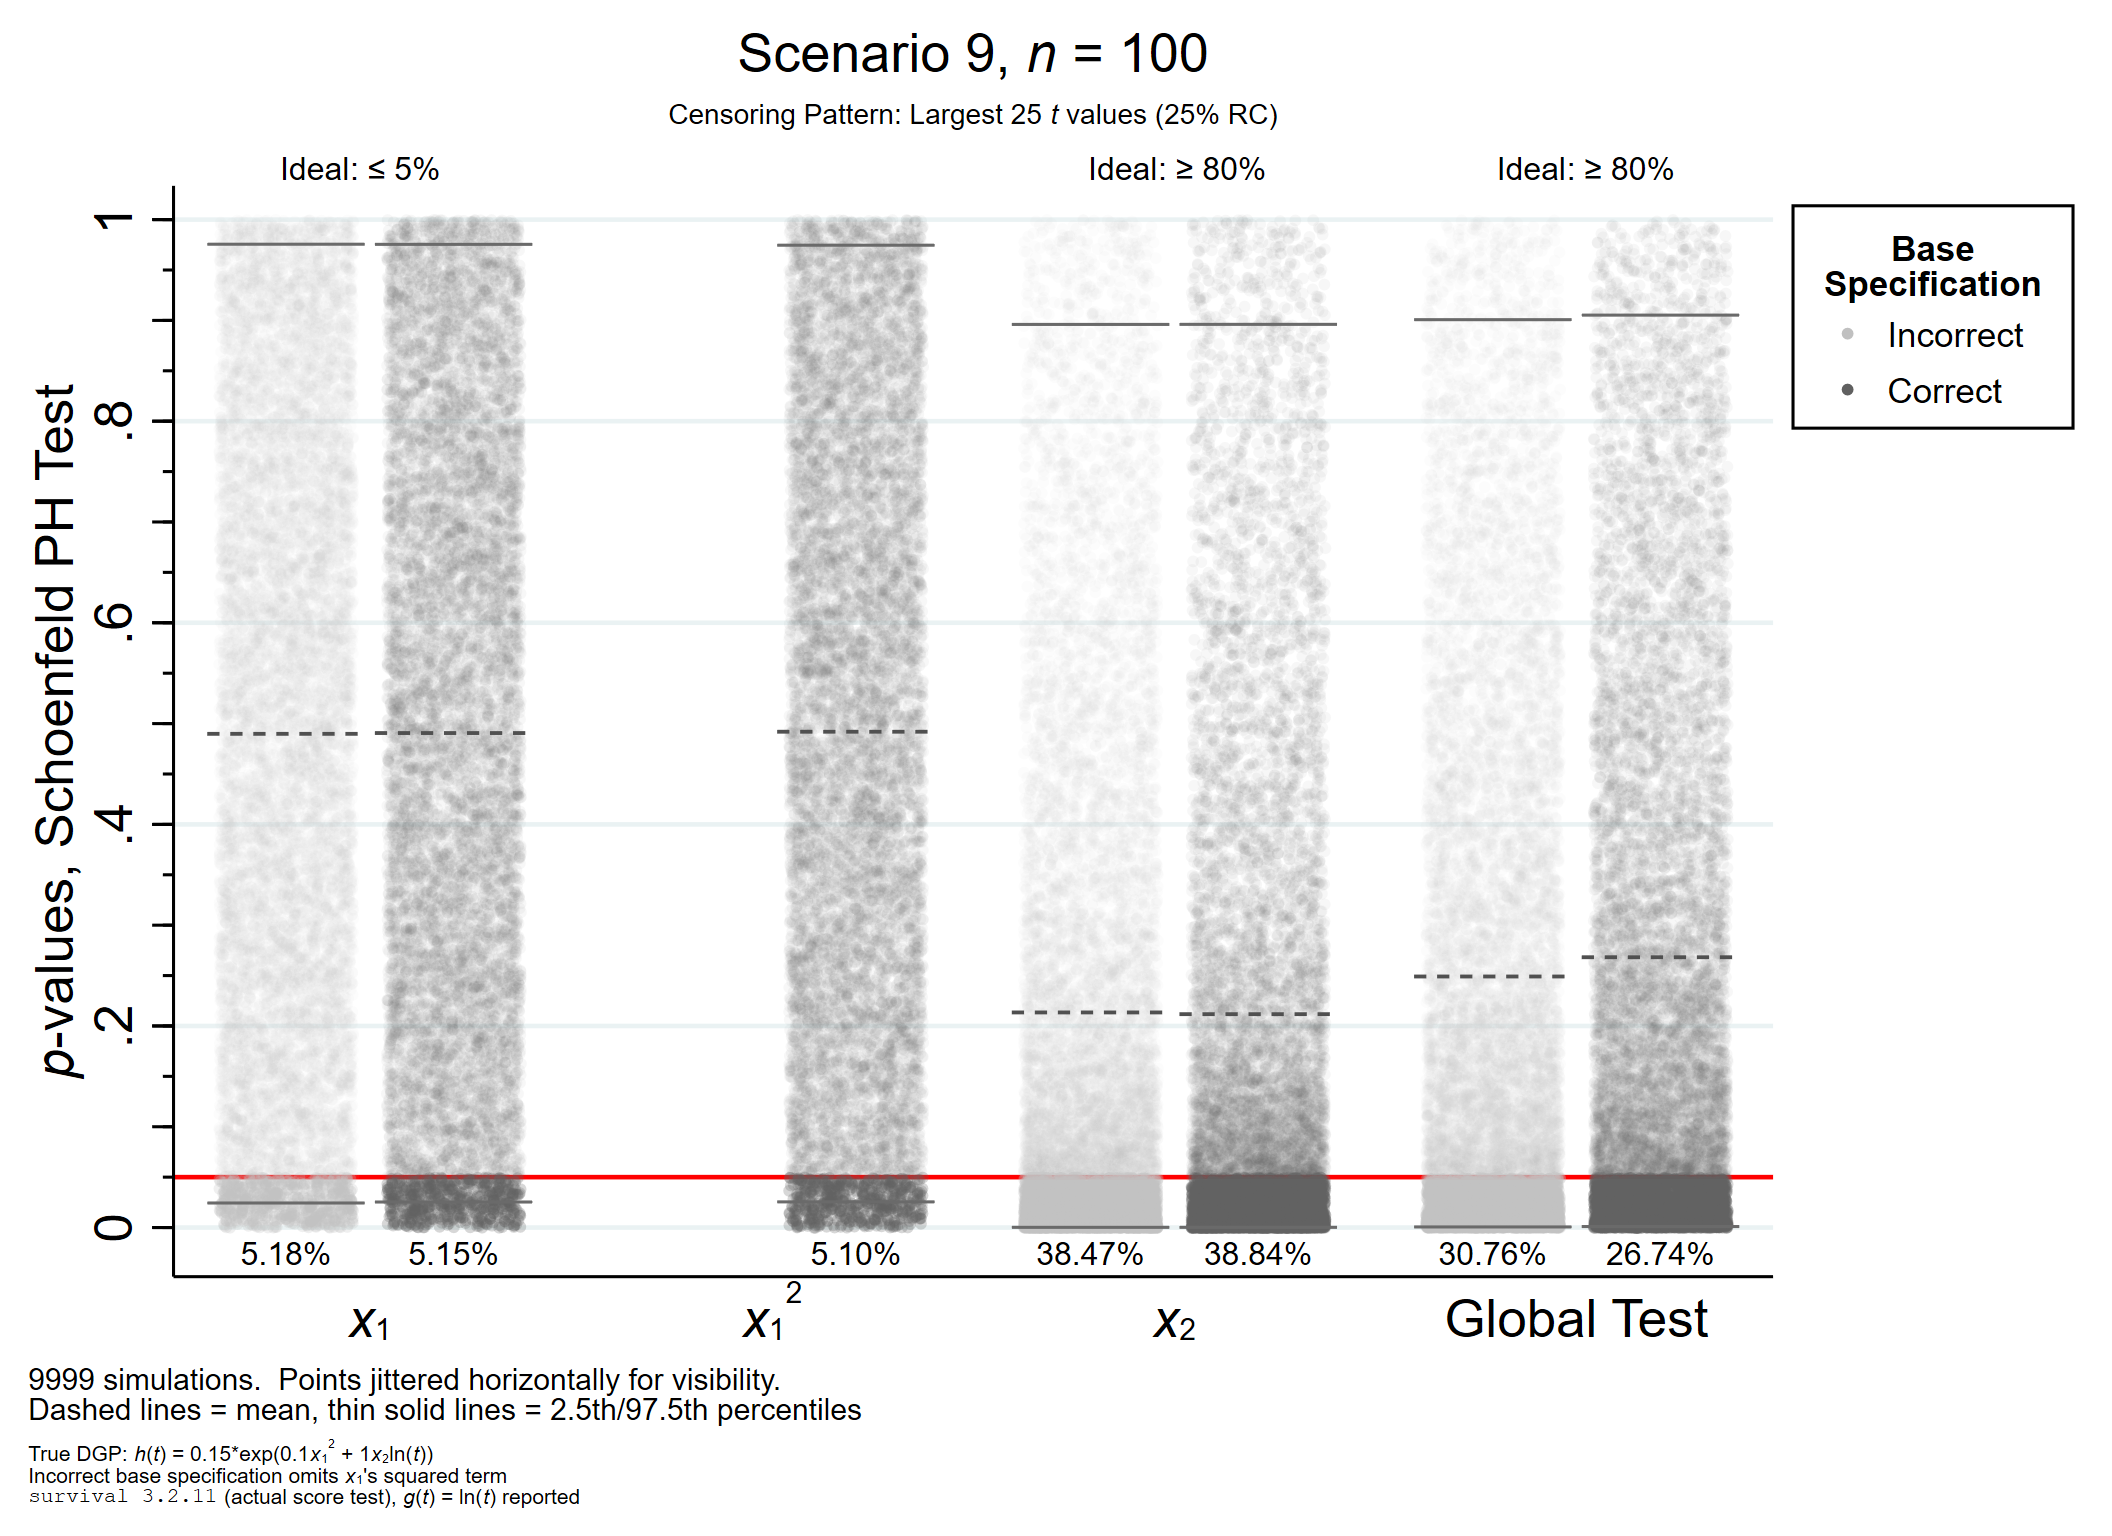 Scenario 9, n = 100
Censoring Pattern: Largest 25 t values (25% RC)
Ideal: ≤ 5%
Ideal: ≥ 80%
Ideal: ≥ 80%
p-values, Schoenfeld PH Test
1
.8
.6
.4
.2
0
Base
Specification
Incorrect
Correct
5.18%
5.15%
5.10%
38.47%
38.84%
30.76%
26.74%
x₁
x₁²
x₂
Global Test
9999 simulations.  Points jittered horizontally for visibility.
Dashed lines = mean, thin solid lines = 2.5th/97.5th percentiles
True DGP: h(t) = 0.15*exp(0.1x₁² + 1x₂ln(t))
Incorrect base specification omits x₁'s squared term
survival 3.2.11 (actual score test), g(t) = ln(t) reported